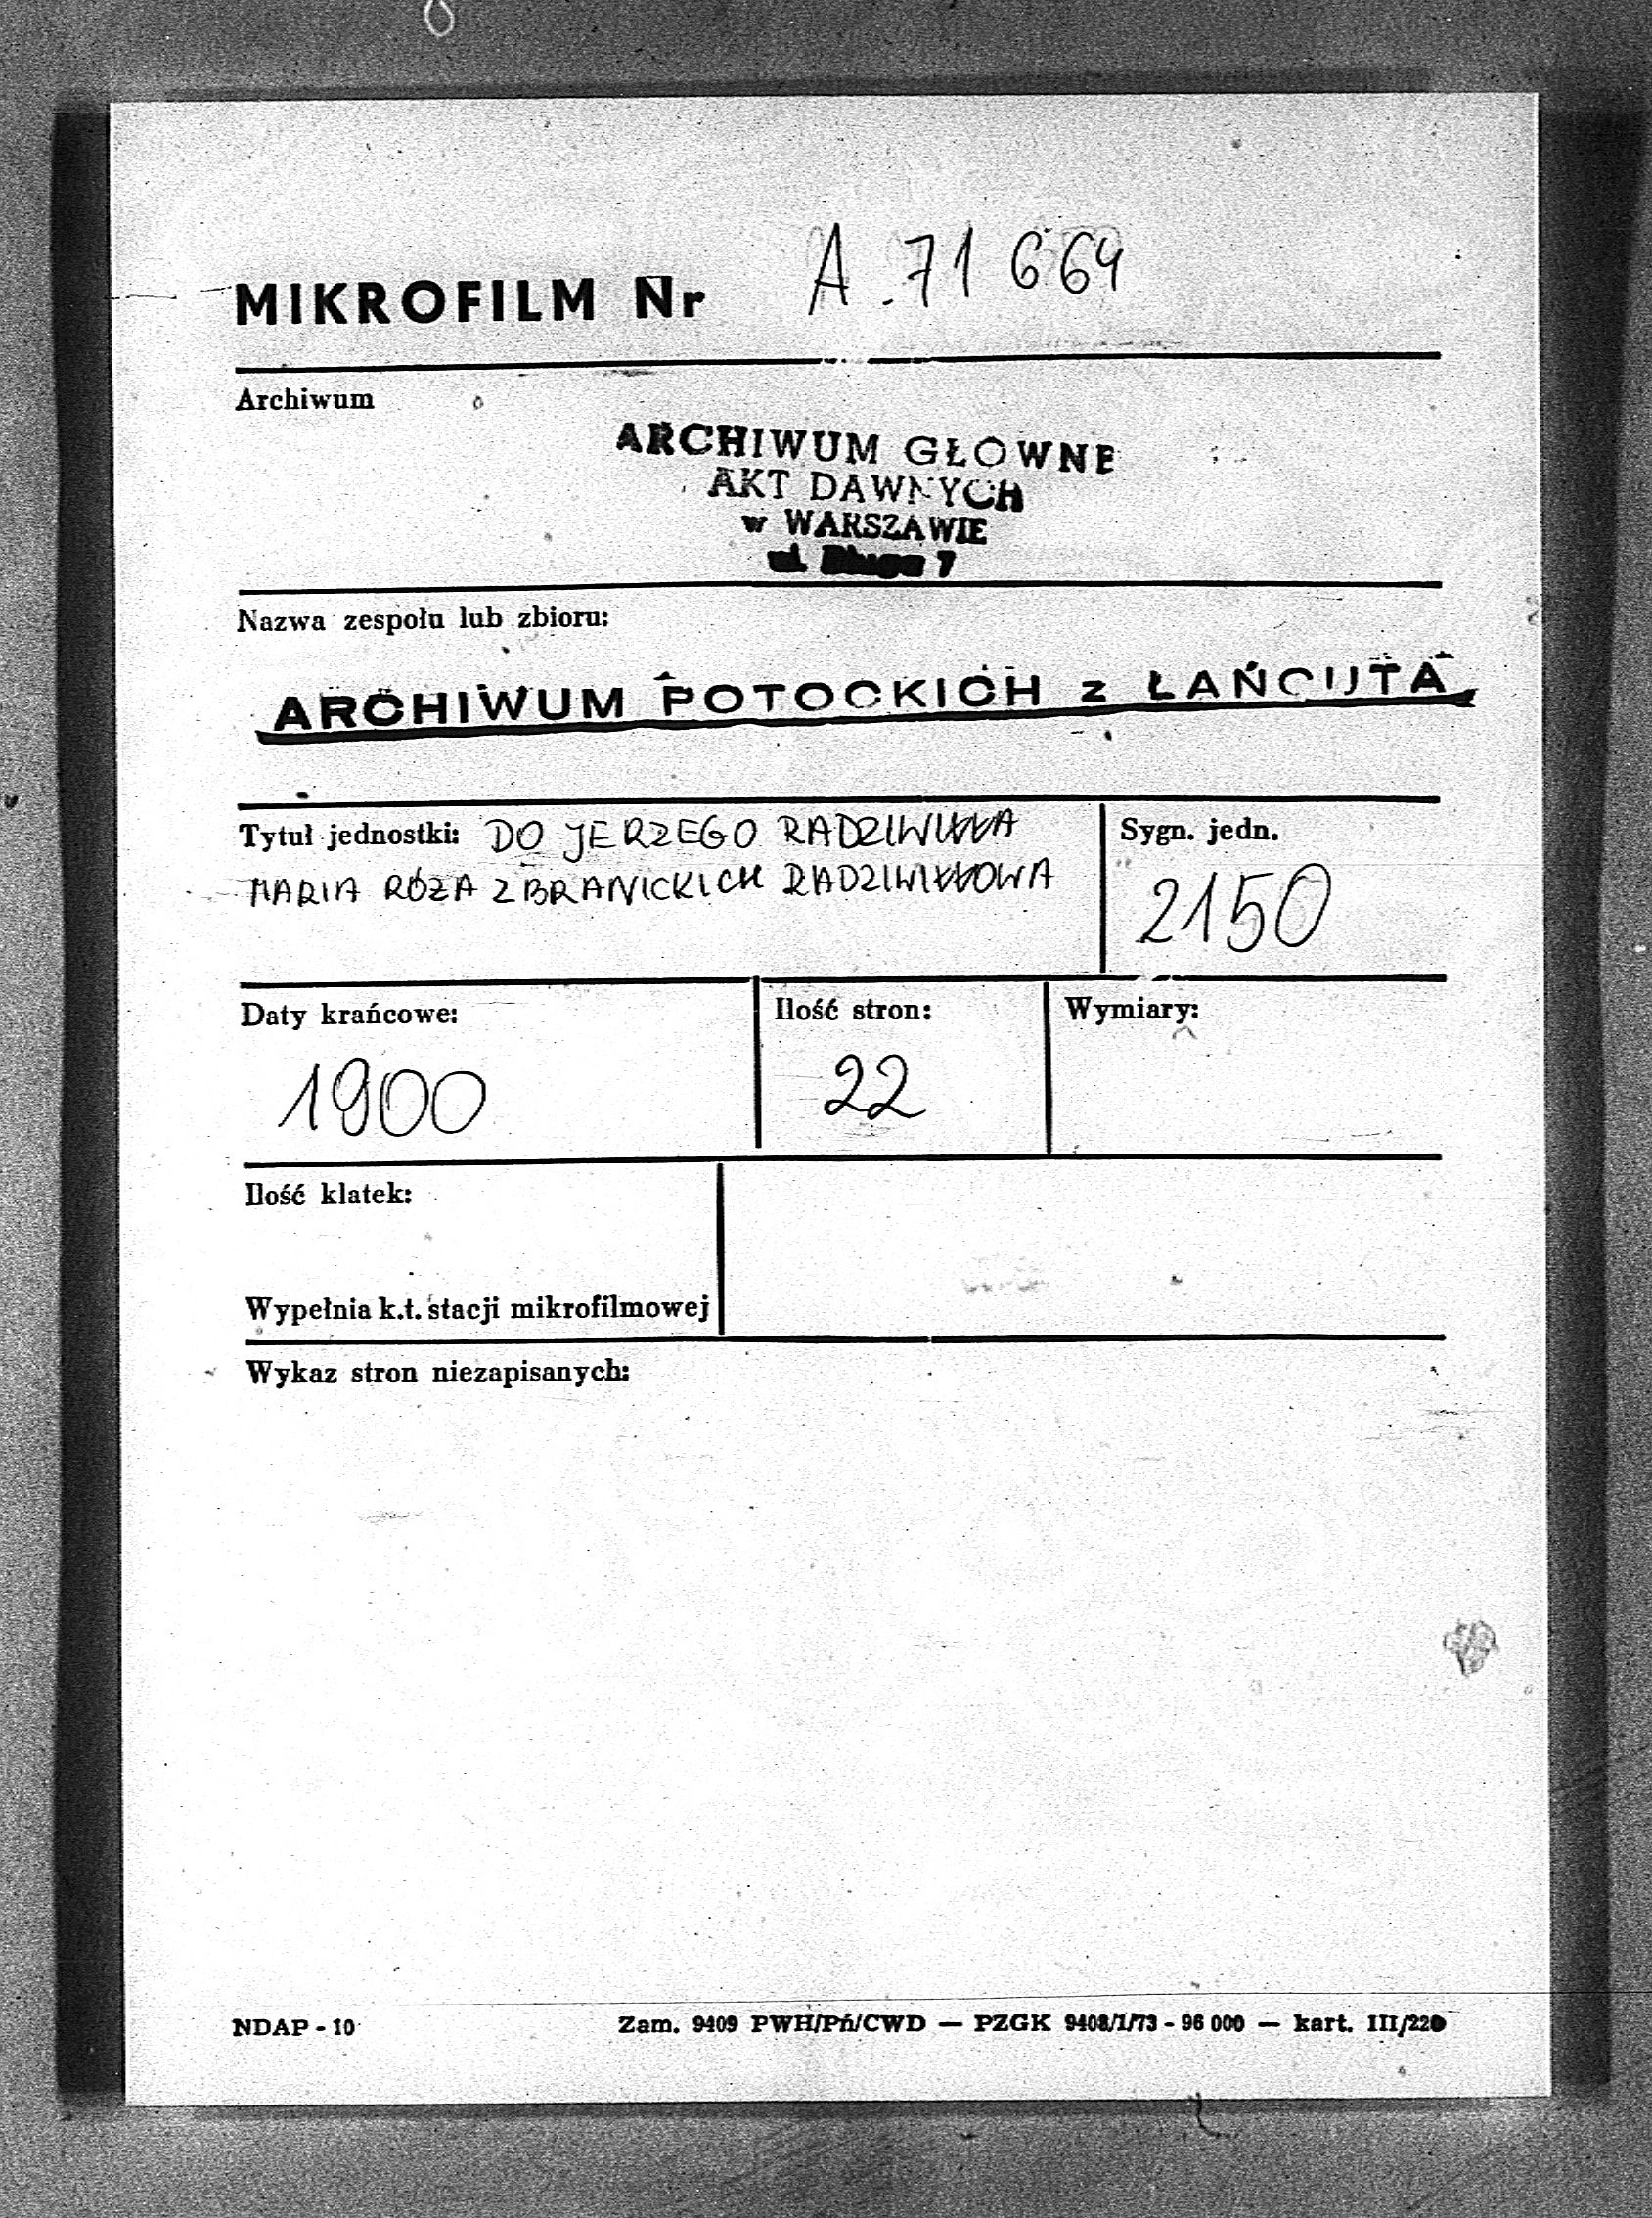 MIKROFILM Nr A. 71 664
Archiwum
ARCHIWUM GŁOWNE
AKT DAWNYCH
w WARSZAWIE
ul. Długa 7
Nazwa zespołu lub zbioru:
ARCHIWUM POTOCKICH z ŁAŃCUTA
Tytuł jednostki: DO JERZEGO RADZIWIŁŁA
MARIA RÓŻA Z BRANICKICH RADZIWIŁŁOWA
Sygn. jedn.
2150
Daty krańcowe:
1900
Ilość stron:
22
Wymiary:
Ilość klatek:
Wypełnia k.t. stacji mikrofilmowej
Wykaz stron niezapisanych:
NDAP - 10
Zam. 9409 PWH/Pń/CWD — PZGK 9408/1/73 - 96 000 — kart. III/220